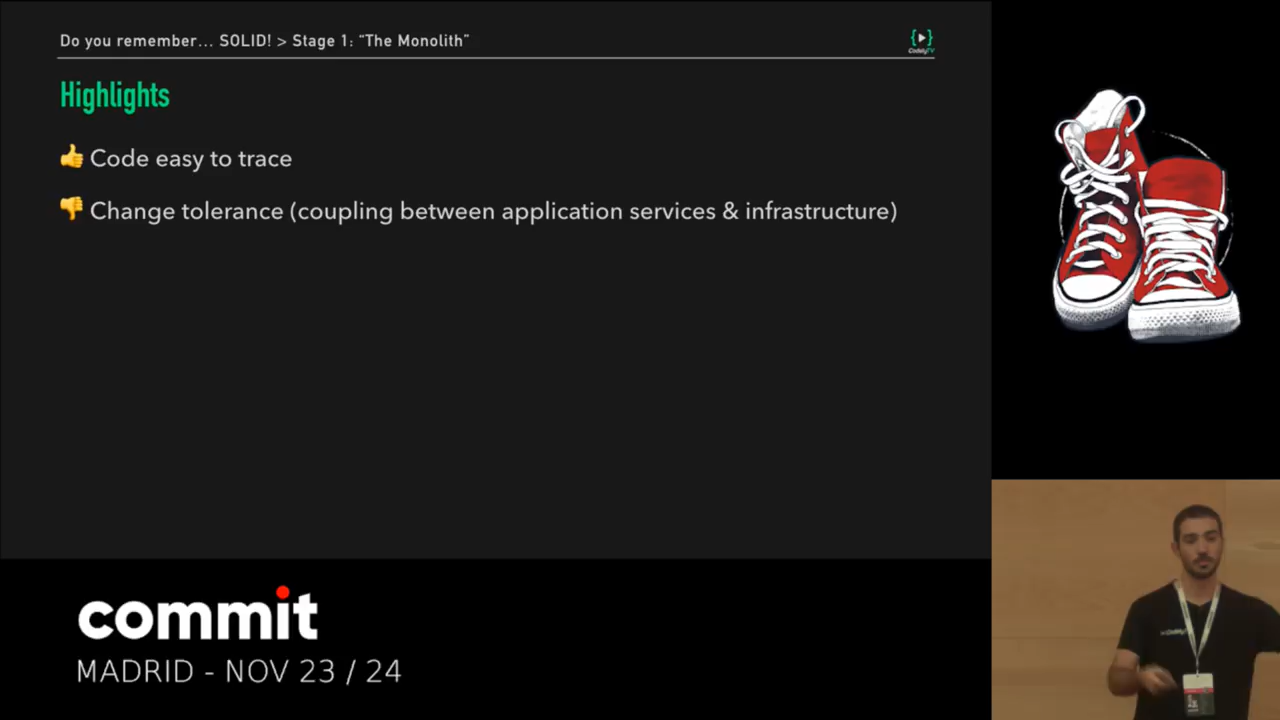 Do you remember... SOLID! > Stage 1: "The Monolith"
CodelyTV
Highlights
👍 Code easy to trace
👎 Change tolerance (coupling between application services & infrastructure)
commit
MADRID - NOV 23 / 24